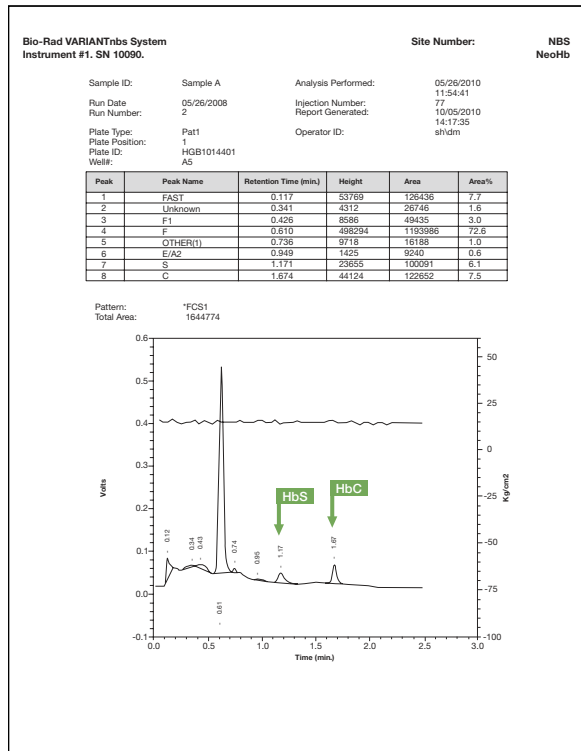 Bio-Rad VARIANTnbs System Site Number: NBS
Instrument #1. SN 10090. NeoHb
Sample ID: Sample A Analysis Performed: 05/26/2010
11:54:41
Run Date 05/26/2008 Injection Number: 77
Run Number: 2 Report Generated: 10/05/2010
14:17:35
Plate Type: Pat1 Operator ID: sh\dm
Plate Position: 1
Plate ID: HGB1014401
Well#: A5
Peak Peak Name Retention Time (min.) Height Area Area%
1 FAST 0.117 53769 126436 7.7
2 Unknown 0.341 4312 26746 1.6
3 F1 0.426 8586 49435 3.0
4 F 0.610 498294 1193986 72.6
5 OTHER(1) 0.736 9718 16188 1.0
6 E/A2 0.949 1425 9240 0.6
7 S 1.171 23655 100091 6.1
8 C 1.674 44124 122652 7.5
Pattern: *FCS1
Total Area: 1644774
0.6
50
0.5
25
0.4
0
0.3
-25
Volts
Kg/cm2
0.2
HbS HbC
-50
0.1
0.12 0.34 0.43 0.74 0.95 1.17 1.67
0.0
-75
0.61
-0.1
-100
0.0 0.5 1.0 1.5 2.0 2.5 3.0
Time (min.)